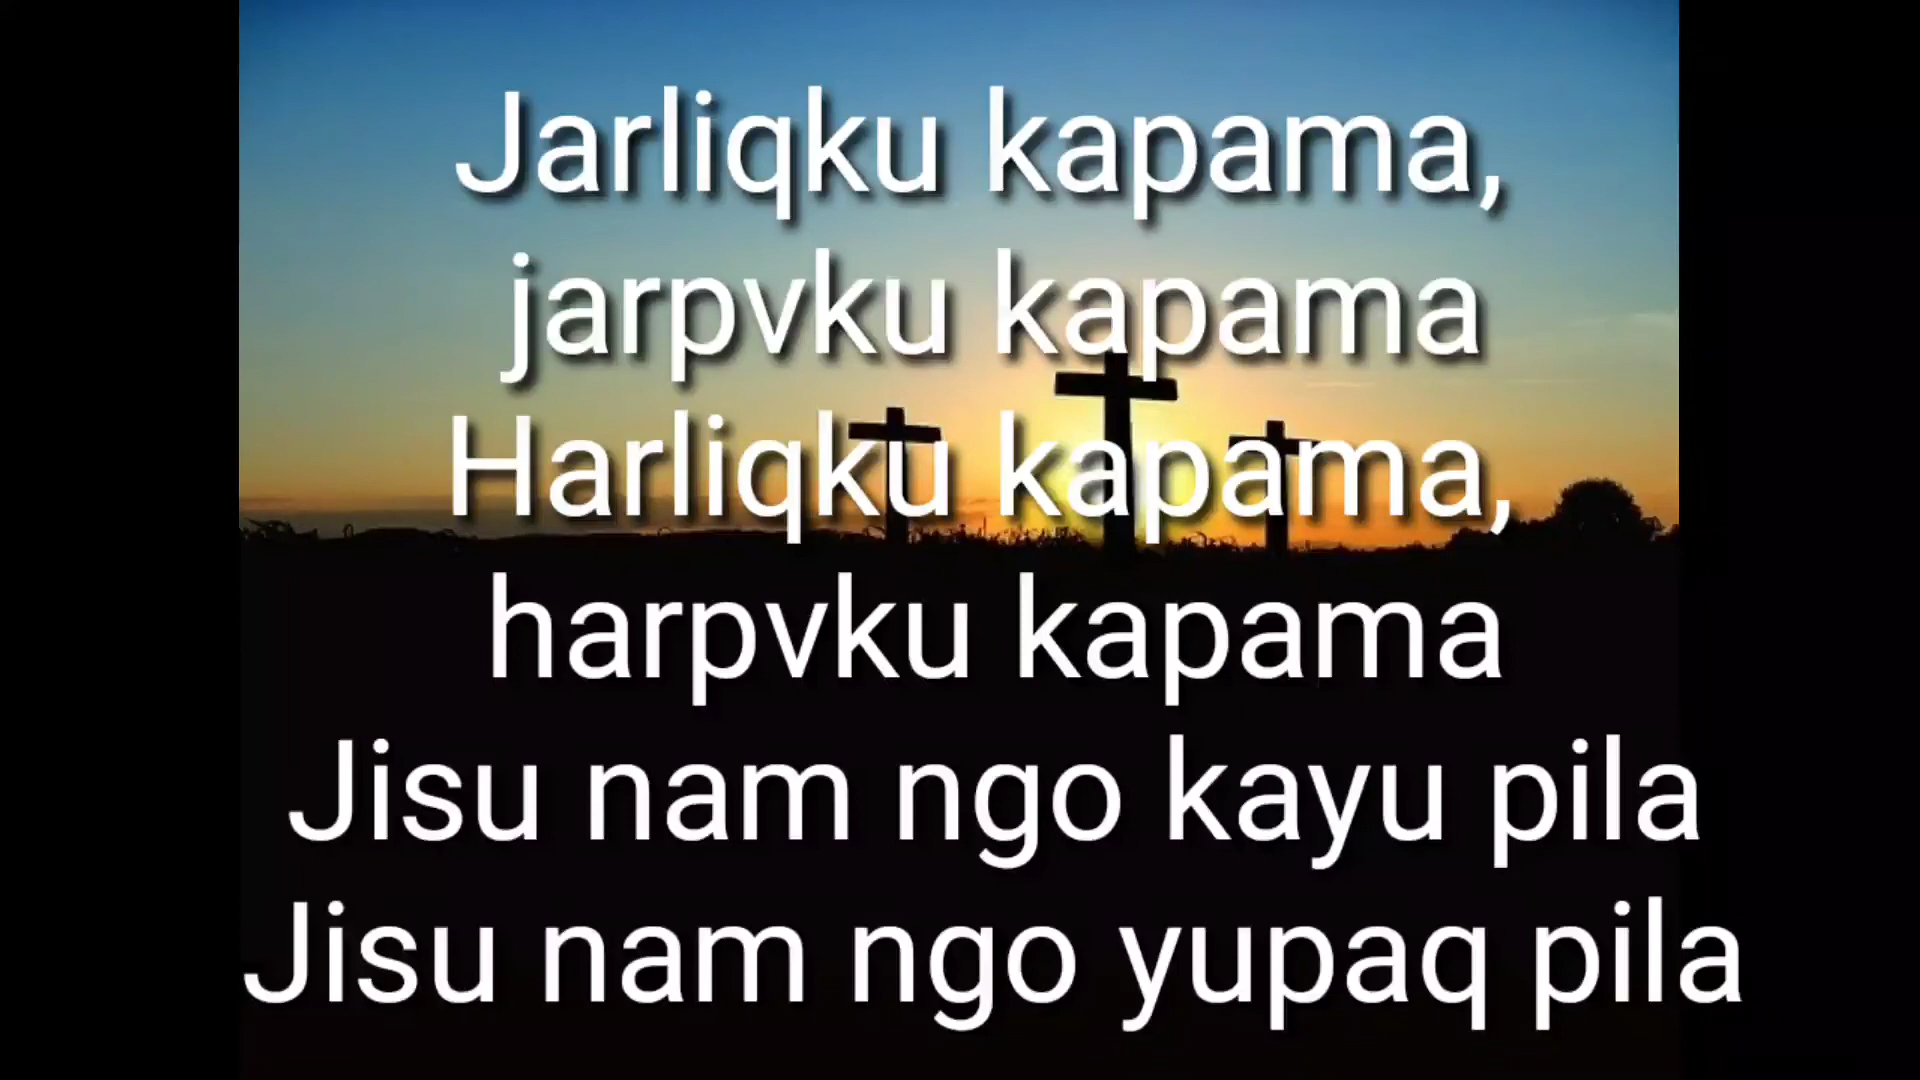 Jarliqku kapama,
jarpvku kapama
Harliqku kapama,
harpvku kapama
Jisu nam ngo kayu pila
Jisu nam ngo yupaq pila